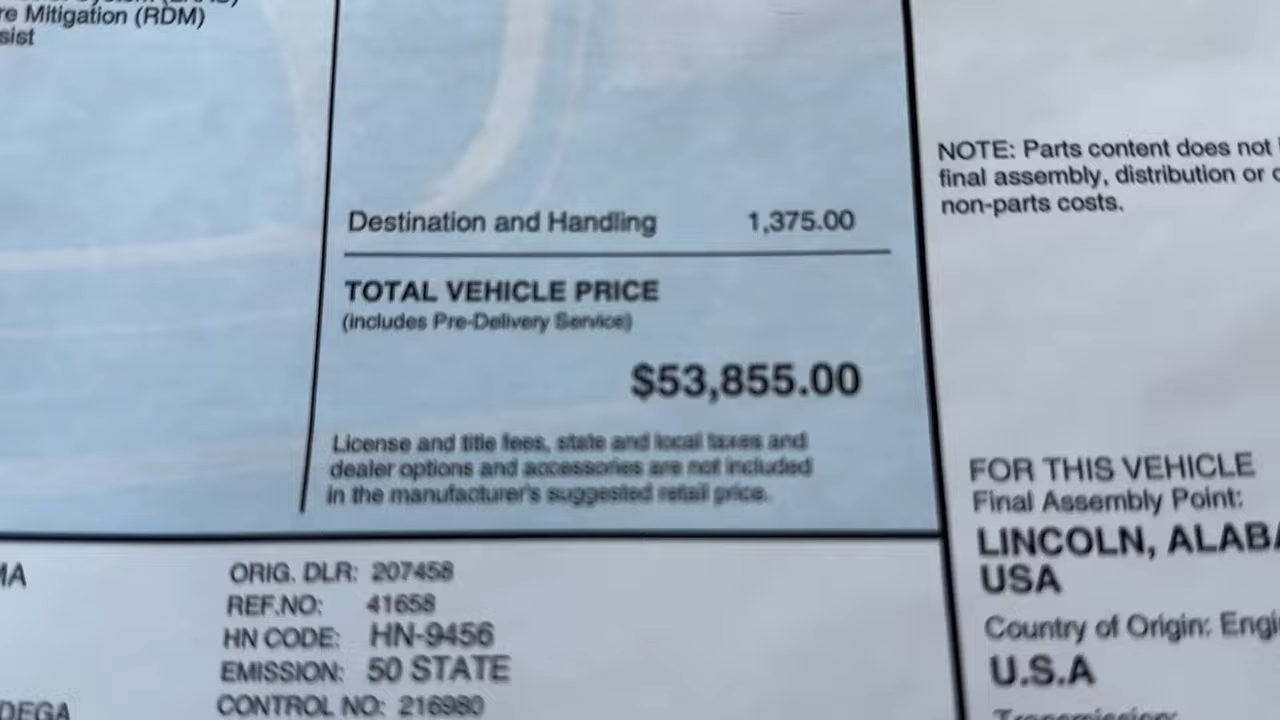 re Mitigation (RDM)
sist
Destination and Handling 1,375.00
TOTAL VEHICLE PRICE
(includes Pre-Delivery Service)
$53,855.00
License and title fees, state and local taxes and
dealer options and accessories are not included
in the manufacturer's suggested retail price.
NOTE: Parts content does not
final assembly, distribution or
non-parts costs.
FOR THIS VEHICLE
Final Assembly Point:
LINCOLN, ALABA
USA
Country of Origin: Engi
U.S.A
Transmission:
MA
ORIG. DLR: 207458
REF.NO: 41658
HN CODE: HN-9456
EMISSION: 50 STATE
CONTROL NO: 216980
DEGA